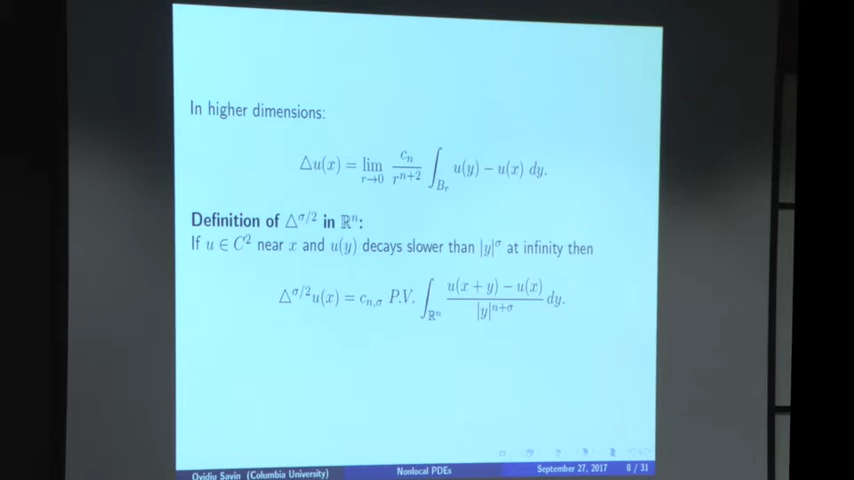 In higher dimensions:
△u(x) = lim_{r→0} c_n / r^{n+2} ∫_{B_r} u(y) − u(x) dy.
Definition of △^{σ/2} in ℝ^n:
If u ∈ C^2 near x and u(y) decays slower than |y|^σ at infinity then
△^{σ/2} u(x) = c_{n,σ} P.V. ∫_{ℝ^n} u(x + y) − u(x) / |y|^{n+σ} dy.
Ovidiu Savin (Columbia University) Nonlocal PDEs September 27, 2017 8 / 31